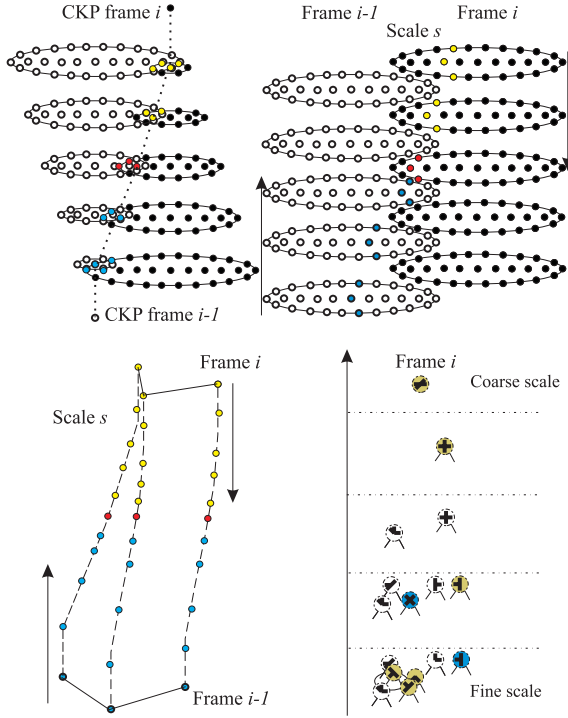 CKP frame i
Frame i-1
Frame i
Scale s
CKP frame i-1
Frame i
Scale s
Frame i-1
Frame i
Coarse scale
Fine scale